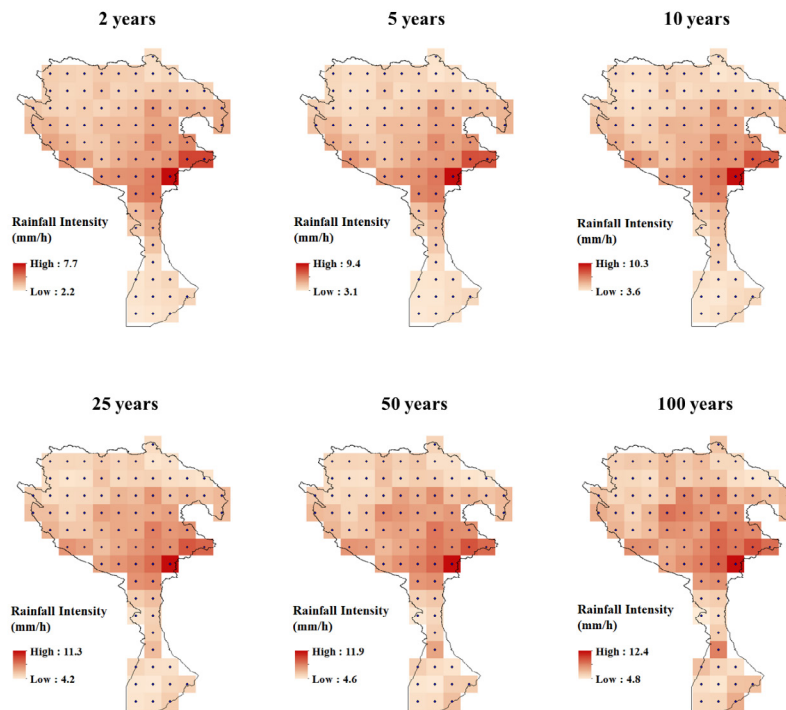 2 years
5 years
10 years
Rainfall Intensity
(mm/h)
High : 7.7
Low : 2.2
Rainfall Intensity
(mm/h)
High : 9.4
Low : 3.1
Rainfall Intensity
(mm/h)
High : 10.3
Low : 3.6
25 years
50 years
100 years
Rainfall Intensity
(mm/h)
High : 11.3
Low : 4.2
Rainfall Intensity
(mm/h)
High : 11.9
Low : 4.6
Rainfall Intensity
(mm/h)
High : 12.4
Low : 4.8